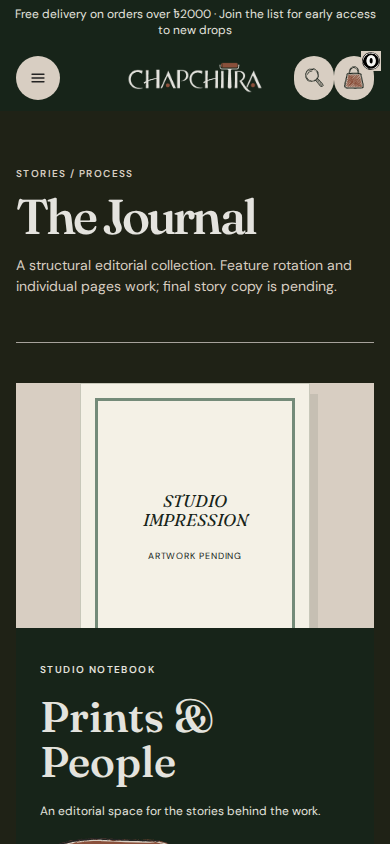 Free delivery on orders over ৳2000 · Join the list for early access
to new drops
CHAPCHITRA
0
STORIES / PROCESS
The Journal
A structural editorial collection. Feature rotation and
individual pages work; final story copy is pending.
STUDIO
IMPRESSION
ARTWORK PENDING
STUDIO NOTEBOOK
Prints &
People
An editorial space for the stories behind the work.